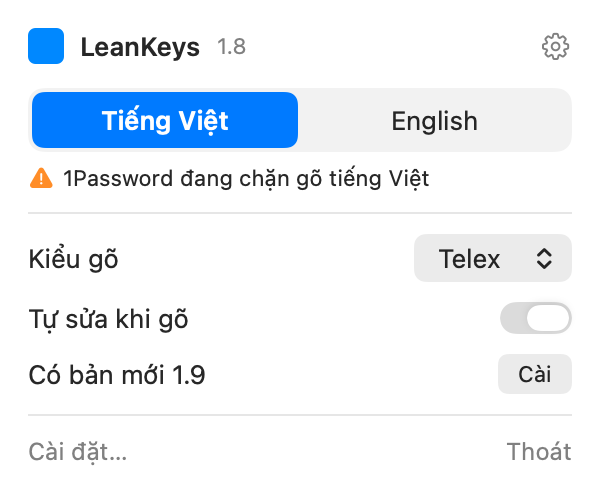 LeanKeys 1.8
Tiếng Việt English
1Password đang chặn gõ tiếng Việt
Kiểu gõ Telex
Tự sửa khi gõ
Có bản mới 1.9 Cài
Cài đặt... Thoát